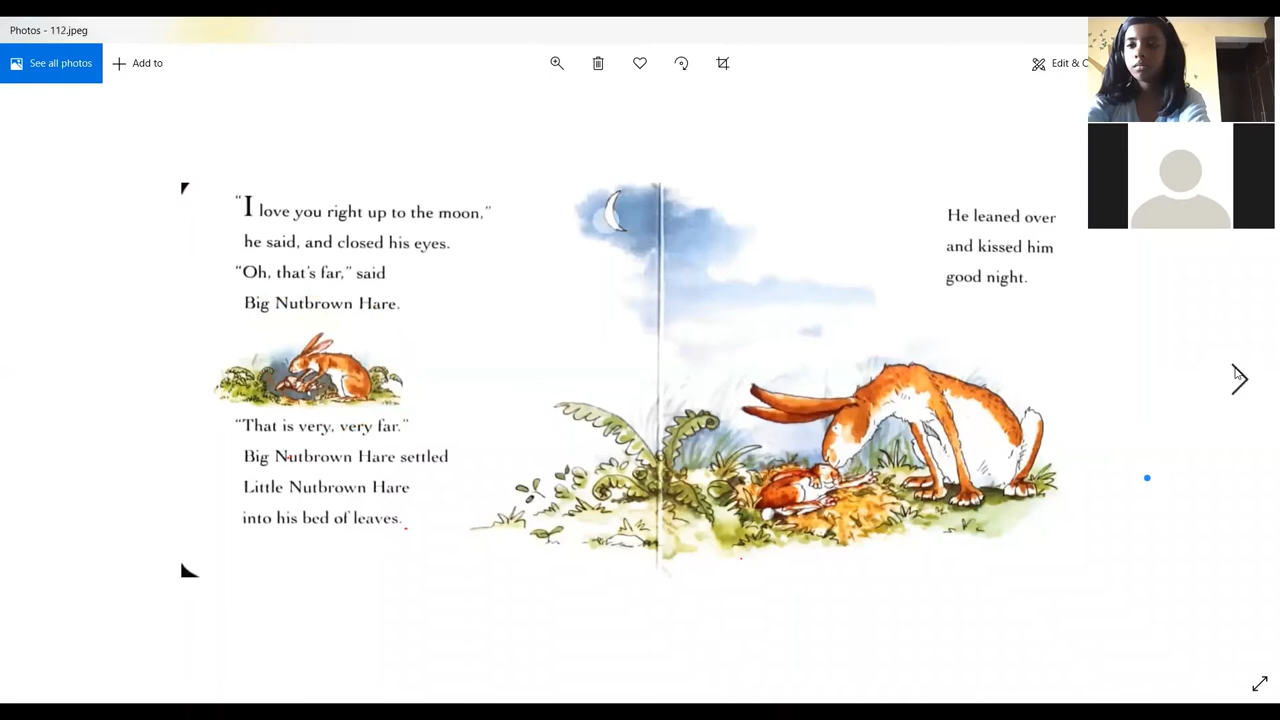 Photos - 112.jpeg
See all photos
Add to
Edit & C
"I love you right up to the moon,"
he said, and closed his eyes.
"Oh, that's far," said
Big Nutbrown Hare.
"That is very, very far."
Big Nutbrown Hare settled
Little Nutbrown Hare
into his bed of leaves.
He leaned over
and kissed him
good night.